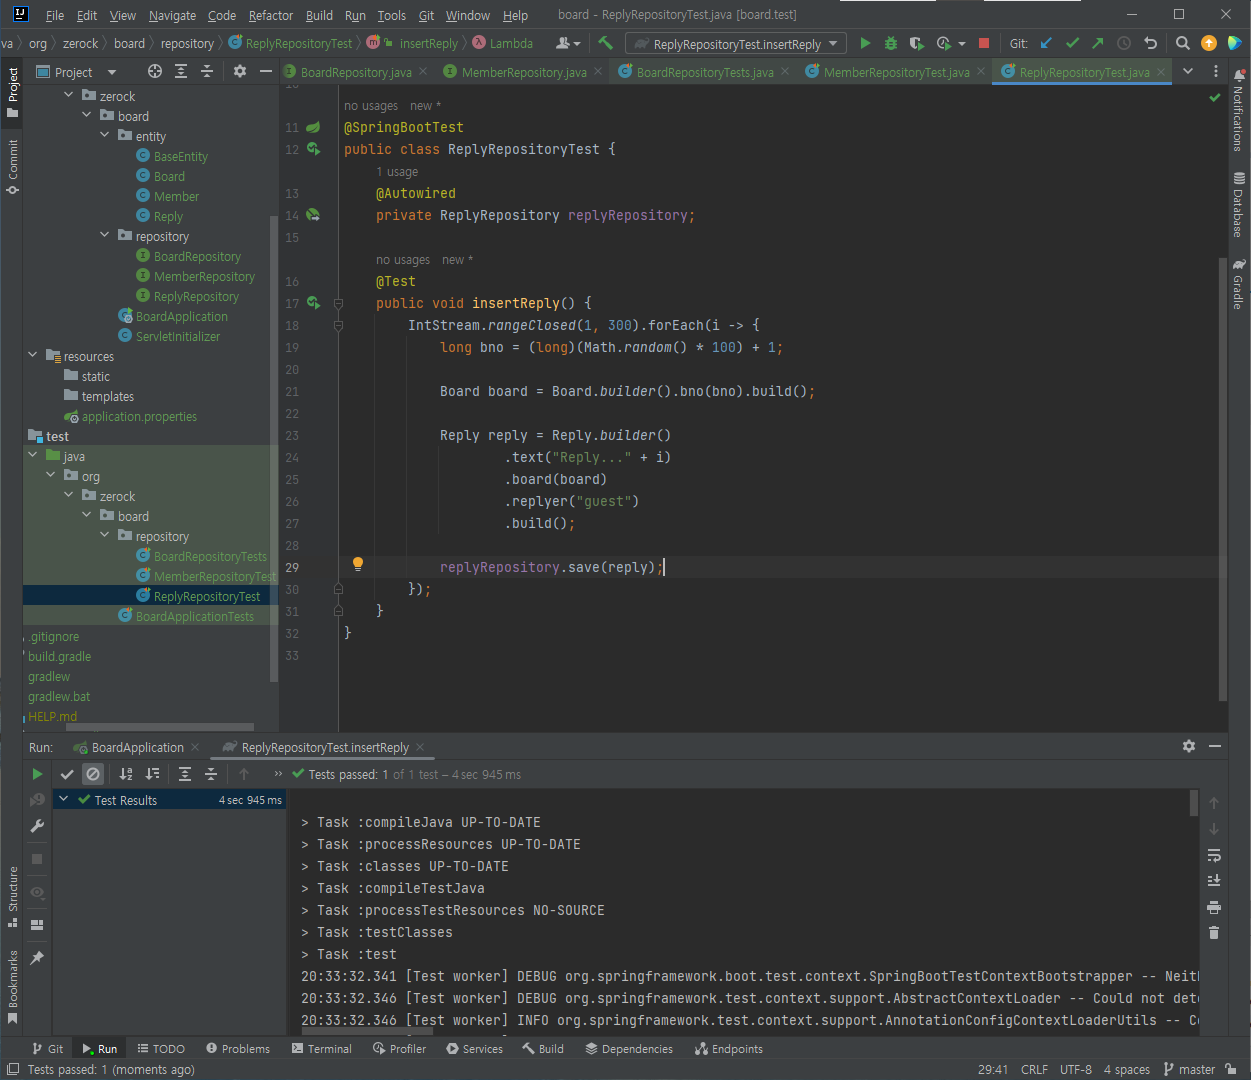 File Edit View Navigate Code Refactor Build Run Tools Git Window Help board - ReplyRepositoryTest.java [board.test]
va org zerock board repository ReplyRepositoryTest insertReply Lambda ReplyRepositoryTest.insertReply Git:
Project BoardRepository.java MemberRepository.java BoardRepositoryTests.java MemberRepositoryTest.java ReplyRepositoryTest.java
Project
Commit
Structure
Bookmarks
zerock
board
entity
BaseEntity
Board
Member
Reply
repository
BoardRepository
MemberRepository
ReplyRepository
BoardApplication
ServletInitializer
resources
static
templates
application.properties
test
java
org
zerock
board
repository
BoardRepositoryTests
MemberRepositoryTest
ReplyRepositoryTest
BoardApplicationTests
.gitignore
build.gradle
gradlew
gradlew.bat
HELP.md
no usages new *
11 @SpringBootTest
12 public class ReplyRepositoryTest {
1 usage
13 @Autowired
14 private ReplyRepository replyRepository;
15
no usages new *
16 @Test
17 public void insertReply() {
18 IntStream.rangeClosed(1, 300).forEach(i -> {
19 long bno = (long)(Math.random() * 100) + 1;
20
21 Board board = Board.builder().bno(bno).build();
22
23 Reply reply = Reply.builder()
24 .text("Reply..." + i)
25 .board(board)
26 .replyer("guest")
27 .build();
28
29 replyRepository.save(reply);
30 });
31 }
32 }
33
Notifications
Database
Gradle
Run: BoardApplication ReplyRepositoryTest.insertReply
Tests passed: 1 of 1 test – 4 sec 945 ms
Test Results 4 sec 945 ms
> Task :compileJava UP-TO-DATE
> Task :processResources UP-TO-DATE
> Task :classes UP-TO-DATE
> Task :compileTestJava
> Task :processTestResources NO-SOURCE
> Task :testClasses
> Task :test
20:33:32.341 [Test worker] DEBUG org.springframework.boot.test.context.SpringBootTestContextBootstrapper -- Neit
20:33:32.346 [Test worker] DEBUG org.springframework.test.context.support.AbstractContextLoader -- Could not det
20:33:32.346 [Test worker] INFO org.springframework.test.context.support.AnnotationConfigContextLoaderUtils -- C
Git Run TODO Problems Terminal Profiler Services Build Dependencies Endpoints
Tests passed: 1 (moments ago) 29:41 CRLF UTF-8 4 spaces master